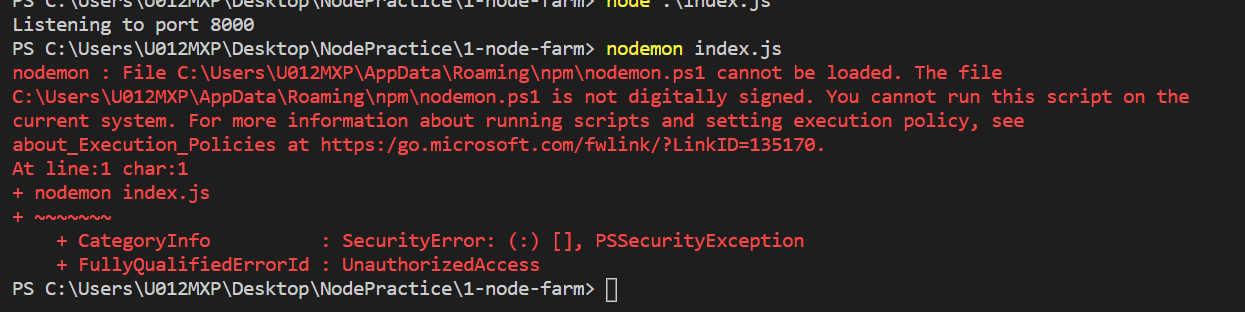 PS C:\Users\U012MXP\Desktop\NodePractice\1-node-farm> node .\index.js
Listening to port 8000
PS C:\Users\U012MXP\Desktop\NodePractice\1-node-farm> nodemon index.js
nodemon : File C:\Users\U012MXP\AppData\Roaming\npm\nodemon.ps1 cannot be loaded. The file
C:\Users\U012MXP\AppData\Roaming\npm\nodemon.ps1 is not digitally signed. You cannot run this script on the
current system. For more information about running scripts and setting execution policy, see
about_Execution_Policies at https:/go.microsoft.com/fwlink/?LinkID=135170.
At line:1 char:1
+ nodemon index.js
+ ~~~~~~~
    + CategoryInfo          : SecurityError: (:) [], PSSecurityException
    + FullyQualifiedErrorId : UnauthorizedAccess
PS C:\Users\U012MXP\Desktop\NodePractice\1-node-farm>